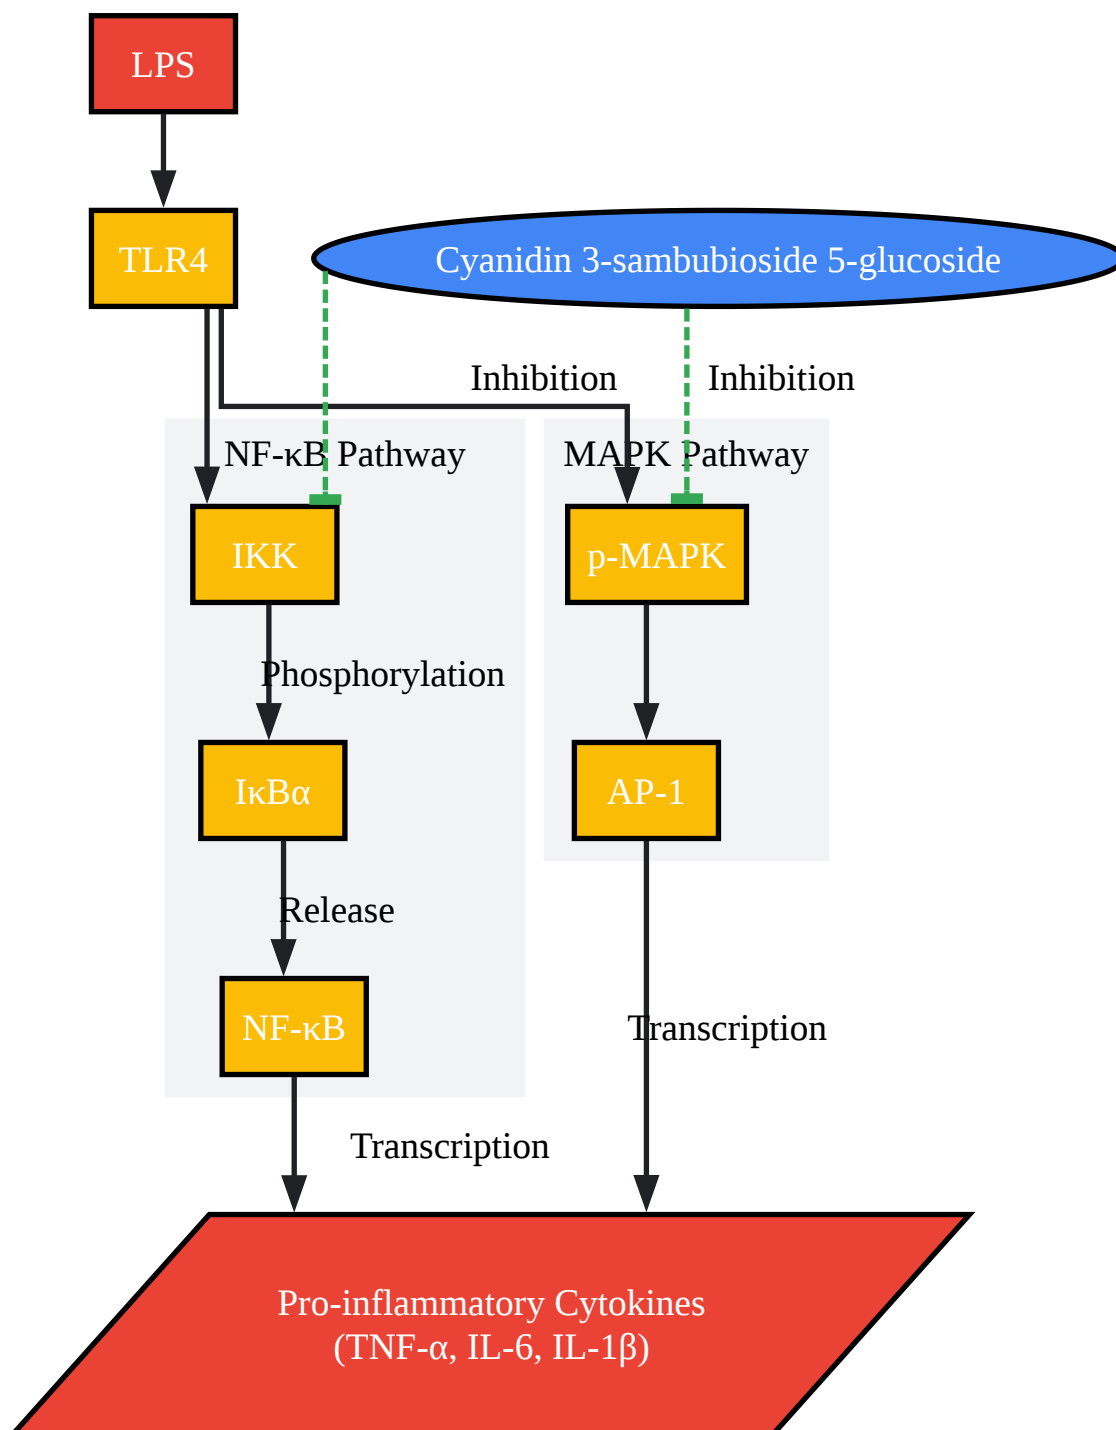 LPS
TLR4
Cyanidin 3-sambubioside 5-glucoside
Inhibition
Inhibition
NF-κB Pathway
MAPK Pathway
IKK
p-MAPK
Phosphorylation
IκBα
AP-1
Release
NF-κB
Transcription
Transcription
Pro-inflammatory Cytokines
(TNF-α, IL-6, IL-1β)